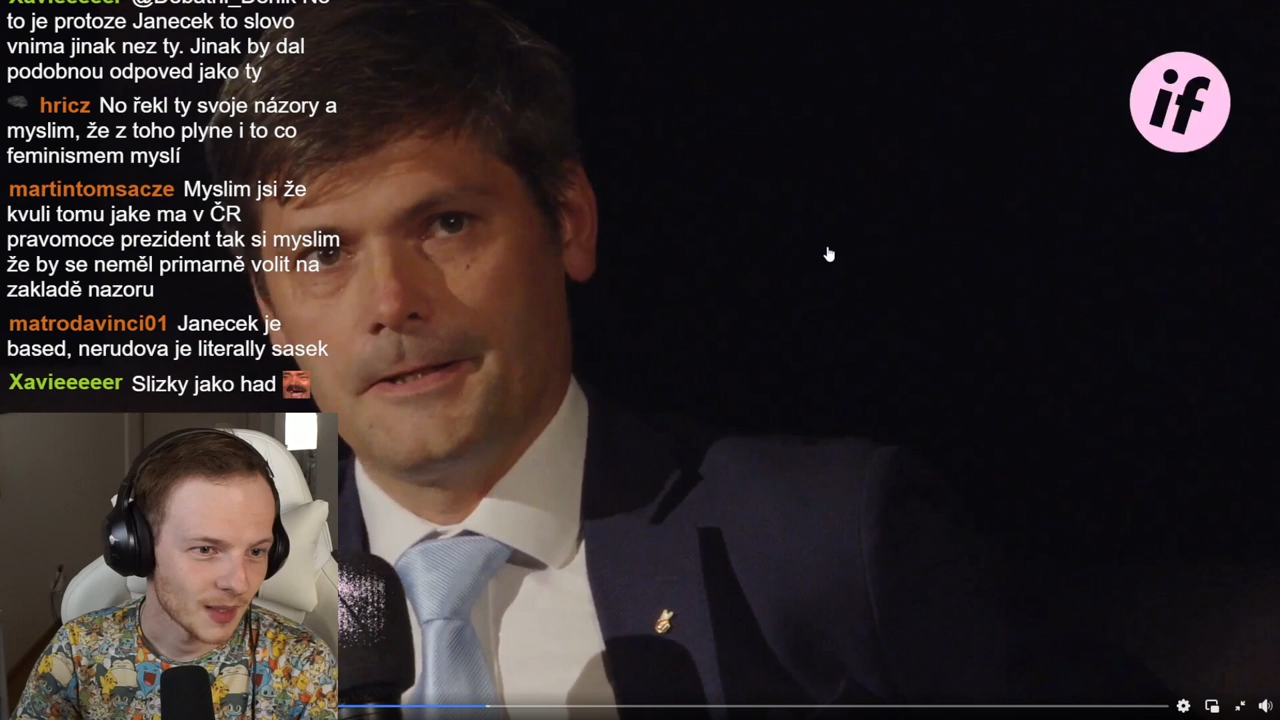 Xavieeeeer @Debatni_Denik No
to je protoze Janecek to slovo
vnima jinak nez ty. Jinak by dal
podobnou odpoved jako ty
hricz No řekl ty svoje názory a
myslim, že z toho plyne i to co
feminismem myslí
martintomsacze Myslim jsi že
kvuli tomu jake ma v ČR
pravomoce prezident tak si myslim
že by se neměl primarně volit na
zakladě nazoru
matrodavinci01 Janecek je
based, nerudova je literally sasek
Xavieeeeer Slizky jako had
if